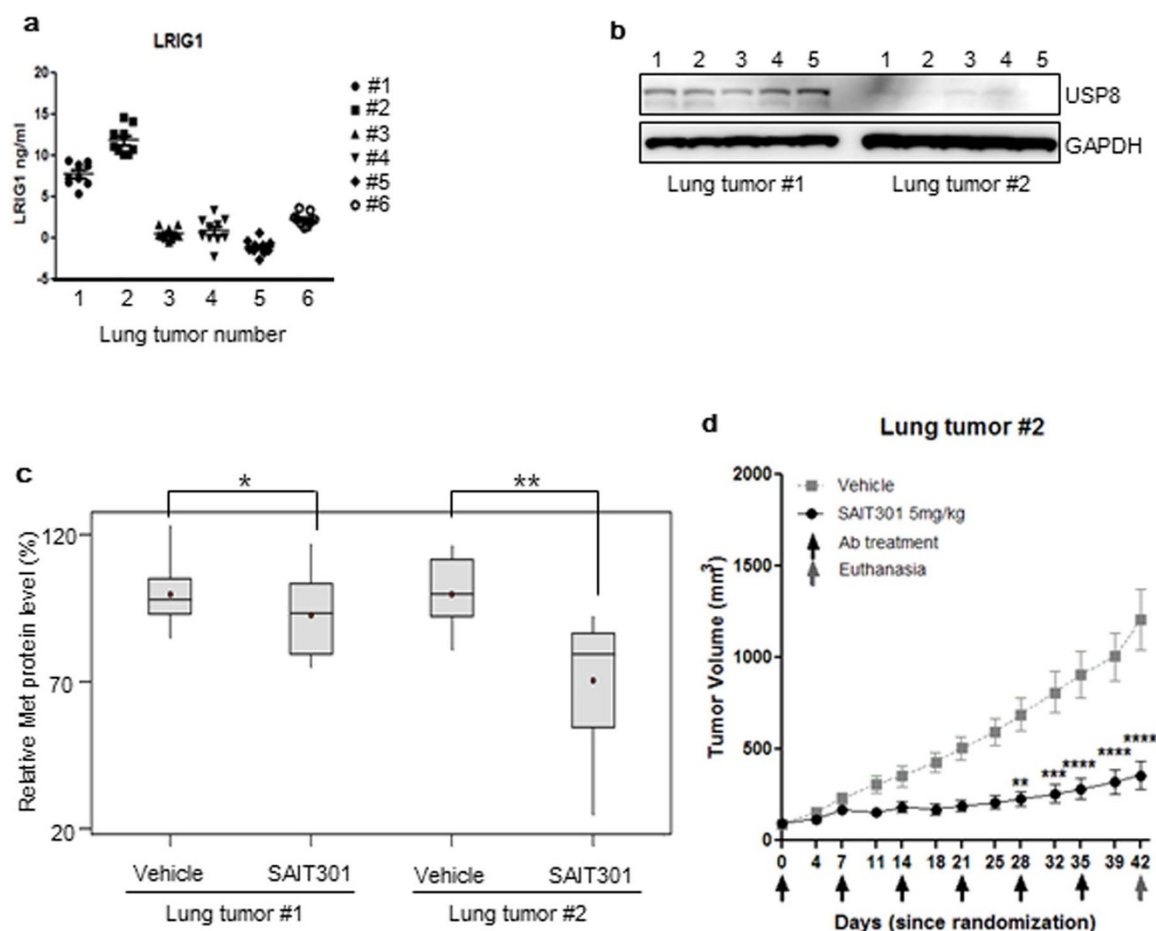 a
LRIG1
LRIG1 ng/ml
20
15
10
5
0
-5
1 2 3 4 5 6
Lung tumor number
#1
#2
#3
#4
#5
#6
b
1 2 3 4 5 1 2 3 4 5
USP8
GAPDH
Lung tumor #1 Lung tumor #2
c
* **
Relative Met protein level (%)
120
70
20
Vehicle SAIT301 Vehicle SAIT301
Lung tumor #1 Lung tumor #2
d
Lung tumor #2
Tumor Volume (mm3)
2000
1500
1000
500
0
Vehicle
SAIT301 5mg/kg
Ab treatment
Euthanasia
** *** **** **** ****
0 4 7 11 14 18 21 25 28 32 35 39 42
Days (since randomization)